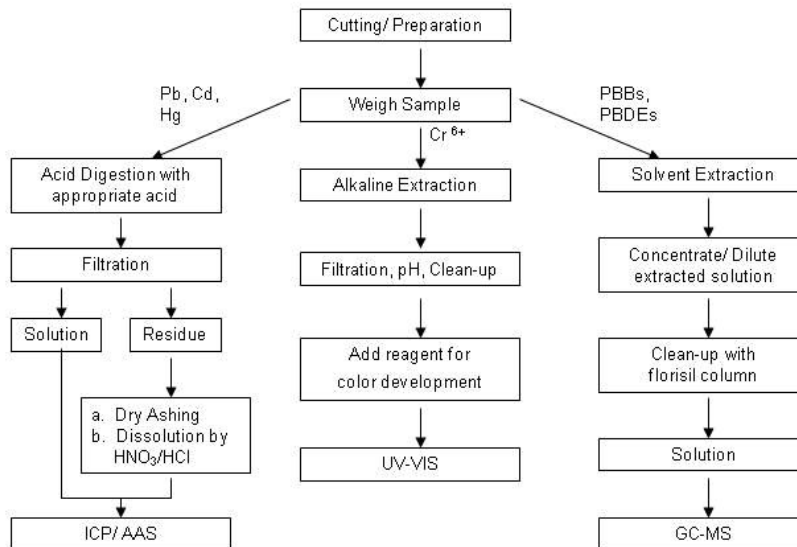 Cutting/ Preparation
Weigh Sample
Pb, Cd,
Hg
Cr 6+
PBBs,
PBDEs
Acid Digestion with
appropriate acid
Filtration
Solution
Residue
a. Dry Ashing
b. Dissolution by
HNO₃/HCl
ICP/ AAS
Alkaline Extraction
Filtration, pH, Clean-up
Add reagent for
color development
UV-VIS
Solvent Extraction
Concentrate/ Dilute
extracted solution
Clean-up with
florisil column
Solution
GC-MS